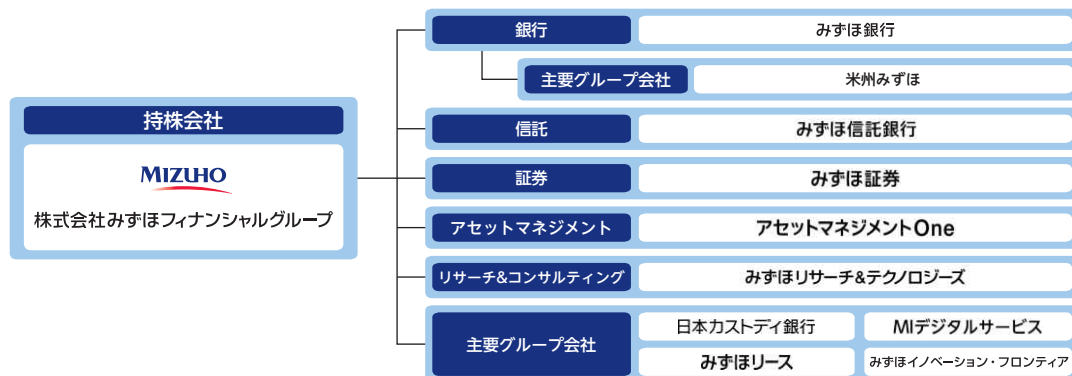 持株会社
MIZUHO
株式会社みずほフィナンシャルグループ
銀行
みずほ銀行
主要グループ会社
米州みずほ
信託
みずほ信託銀行
証券
みずほ証券
アセットマネジメント
アセットマネジメントOne
リサーチ&コンサルティング
みずほリサーチ&テクノロジーズ
主要グループ会社
日本カストディ銀行
MIデジタルサービス
みずほリース
みずほイノベーション・フロンティア